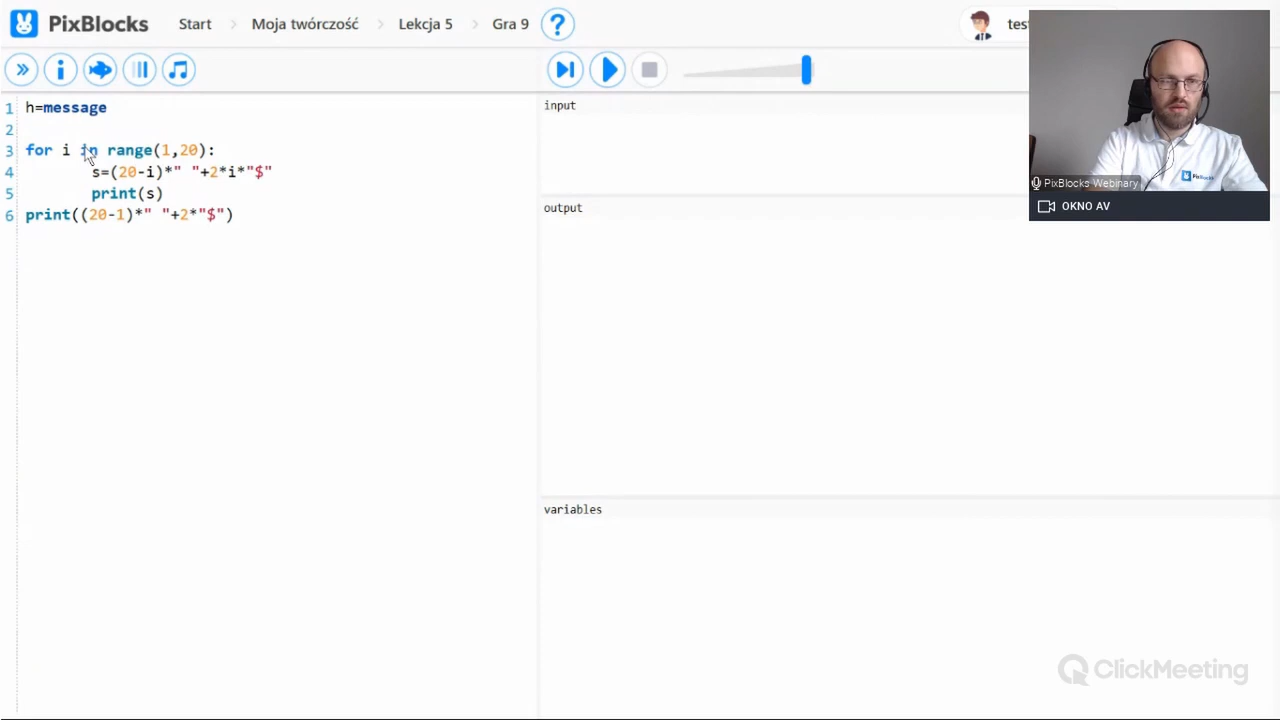 PixBlocks Start Moja twórczość Lekcja 5 Gra 9 ?
1 h=message
2
3 for i in range(1,20):
4 s=(20-i)*" "+2*i*"$"
5 print(s)
6 print((20-1)*" "+2*"$")
input
output
variables
PixBlocks
PixBlocks Webinary
OKNO AV
ClickMeeting